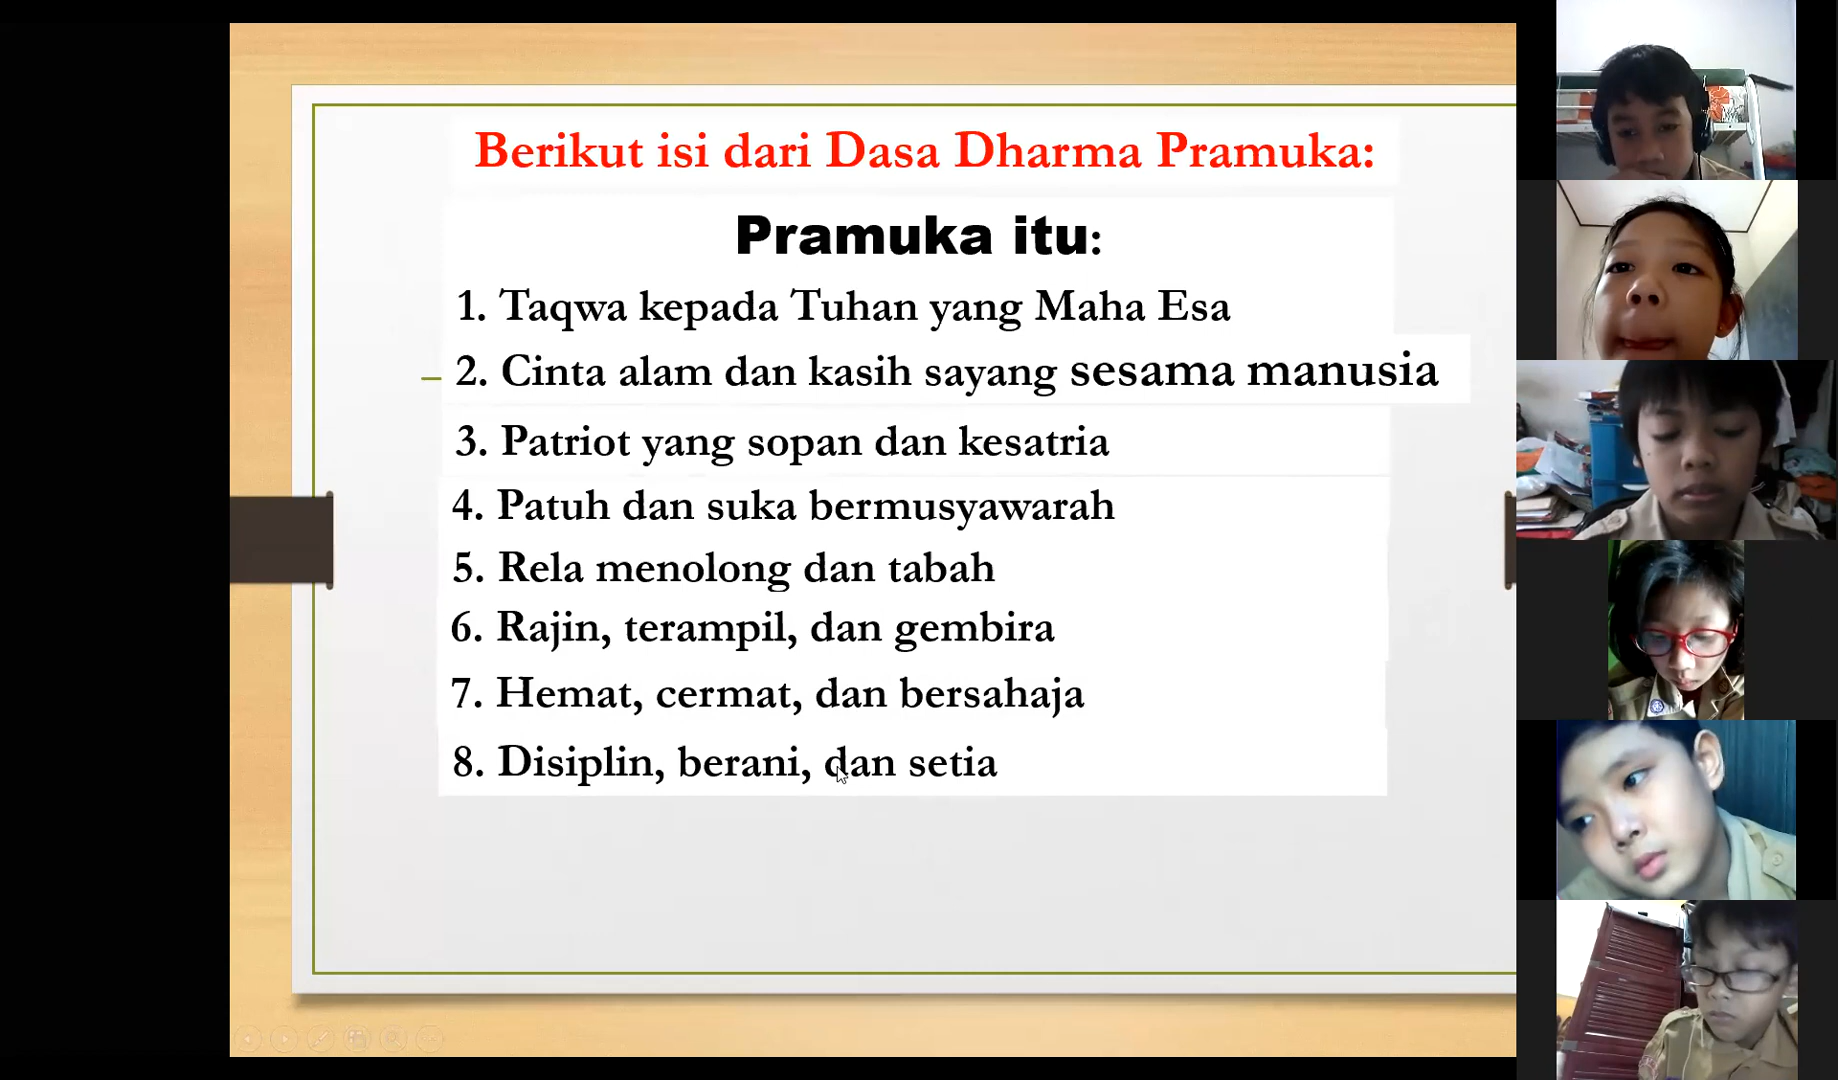 Berikut isi dari Dasa Dharma Pramuka:
Pramuka itu:
1. Taqwa kepada Tuhan yang Maha Esa
2. Cinta alam dan kasih sayang sesama manusia
3. Patriot yang sopan dan kesatria
4. Patuh dan suka bermusyawarah
5. Rela menolong dan tabah
6. Rajin, terampil, dan gembira
7. Hemat, cermat, dan bersahaja
8. Disiplin, berani, dan setia